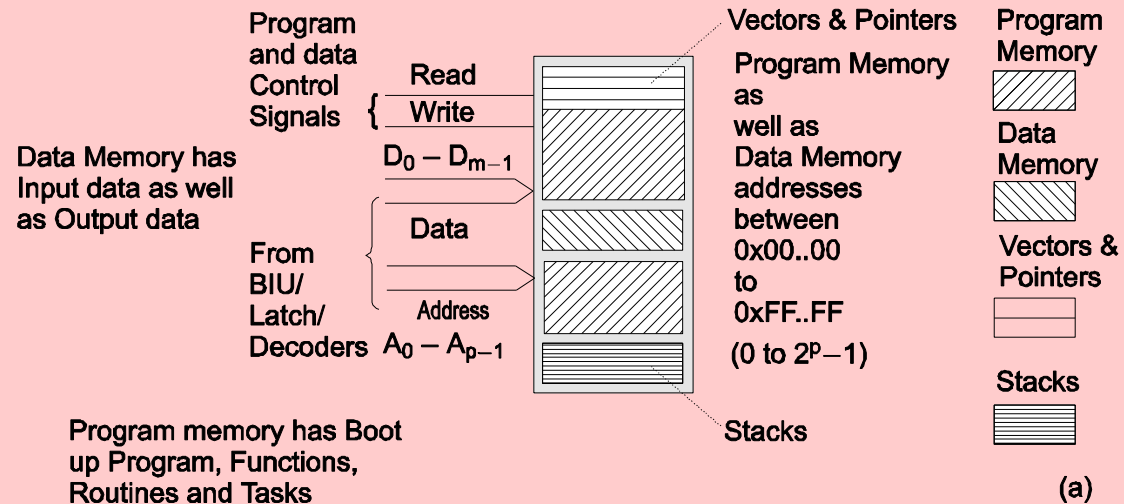 Program
and data
Control
Signals
{
Read
Write
D0 – Dm–1
Data Memory has
Input data as well
as Output data
Data
From
BIU/
Latch/
Decoders
Address
A0 – Ap–1
Program memory has Boot
up Program, Functions,
Routines and Tasks
Vectors & Pointers
Program Memory
as
well as
Data Memory
addresses
between
0x00..00
to
0xFF..FF
(0 to 2^p–1)
Stacks
Program
Memory
Data
Memory
Vectors &
Pointers
Stacks
(a)